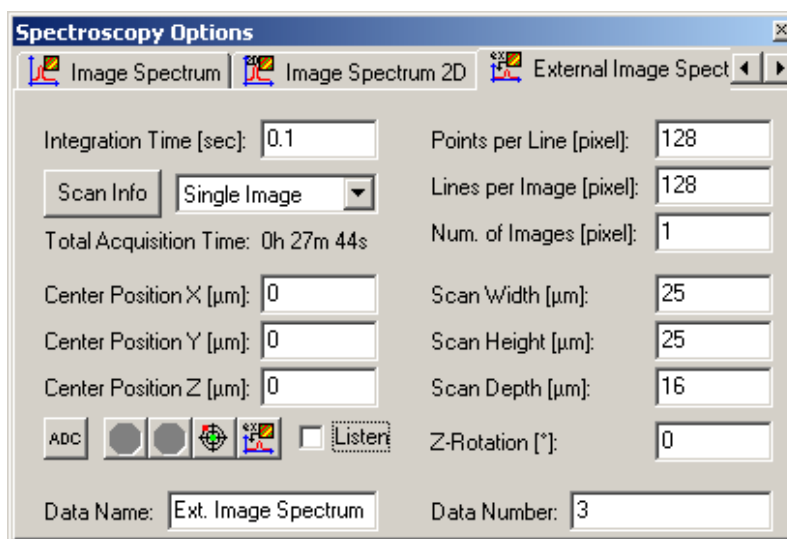 Spectroscopy Options
Image Spectrum Image Spectrum 2D External Image Spect
Integration Time [sec]: 0.1 Points per Line [pixel]: 128
Scan Info Single Image Lines per Image [pixel]: 128
Total Acquisition Time: 0h 27m 44s Num. of Images [pixel]: 1
Center Position X [µm]: 0 Scan Width [µm]: 25
Center Position Y [µm]: 0 Scan Height [µm]: 25
Center Position Z [µm]: 0 Scan Depth [µm]: 16
ADC Listen Z-Rotation [°]: 0
Data Name: Ext. Image Spectrum Data Number: 3